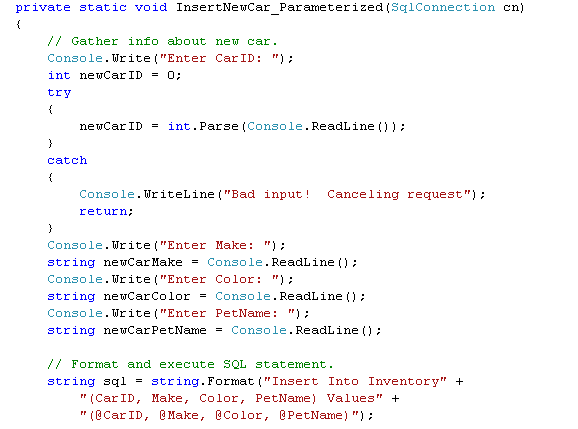 private static void InsertNewCar_Parameterized(SqlConnection cn)
{
    // Gather info about new car.
    Console.Write("Enter CarID: ");
    int newCarID = 0;
    try
    {
        newCarID = int.Parse(Console.ReadLine());
    }
    catch
    {
        Console.WriteLine("Bad input!  Canceling request");
        return;
    }
    Console.Write("Enter Make: ");
    string newCarMake = Console.ReadLine();
    Console.Write("Enter Color: ");
    string newCarColor = Console.ReadLine();
    Console.Write("Enter PetName: ");
    string newCarPetName = Console.ReadLine();

    // Format and execute SQL statement.
    string sql = string.Format("Insert Into Inventory" +
        "(CarID, Make, Color, PetName) Values" +
        "(@CarID, @Make, @Color, @PetName)");